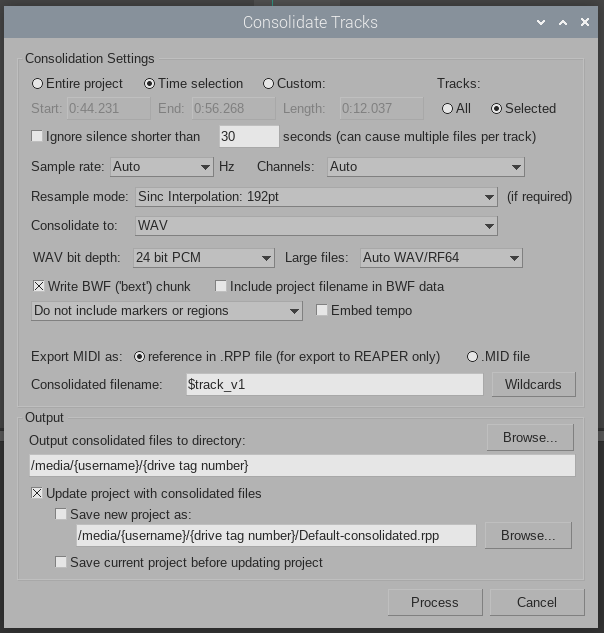 Consolidate Tracks
Consolidation Settings
Entire project Time selection Custom: Tracks:
Start: 0:44.231 End: 0:56.268 Length: 0:12.037 All Selected
Ignore silence shorter than 30 seconds (can cause multiple files per track)
Sample rate: Auto Hz Channels: Auto
Resample mode: Sinc Interpolation: 192pt (if required)
Consolidate to: WAV
WAV bit depth: 24 bit PCM Large files: Auto WAV/RF64
Write BWF ('bext') chunk Include project filename in BWF data
Do not include markers or regions Embed tempo
Export MIDI as: reference in .RPP file (for export to REAPER only) .MID file
Consolidated filename: $track_v1 Wildcards
Output
Output consolidated files to directory: Browse...
/media/{username}/{drive tag number}
Update project with consolidated files
Save new project as:
/media/{username}/{drive tag number}/Default-consolidated.rpp Browse...
Save current project before updating project
Process Cancel